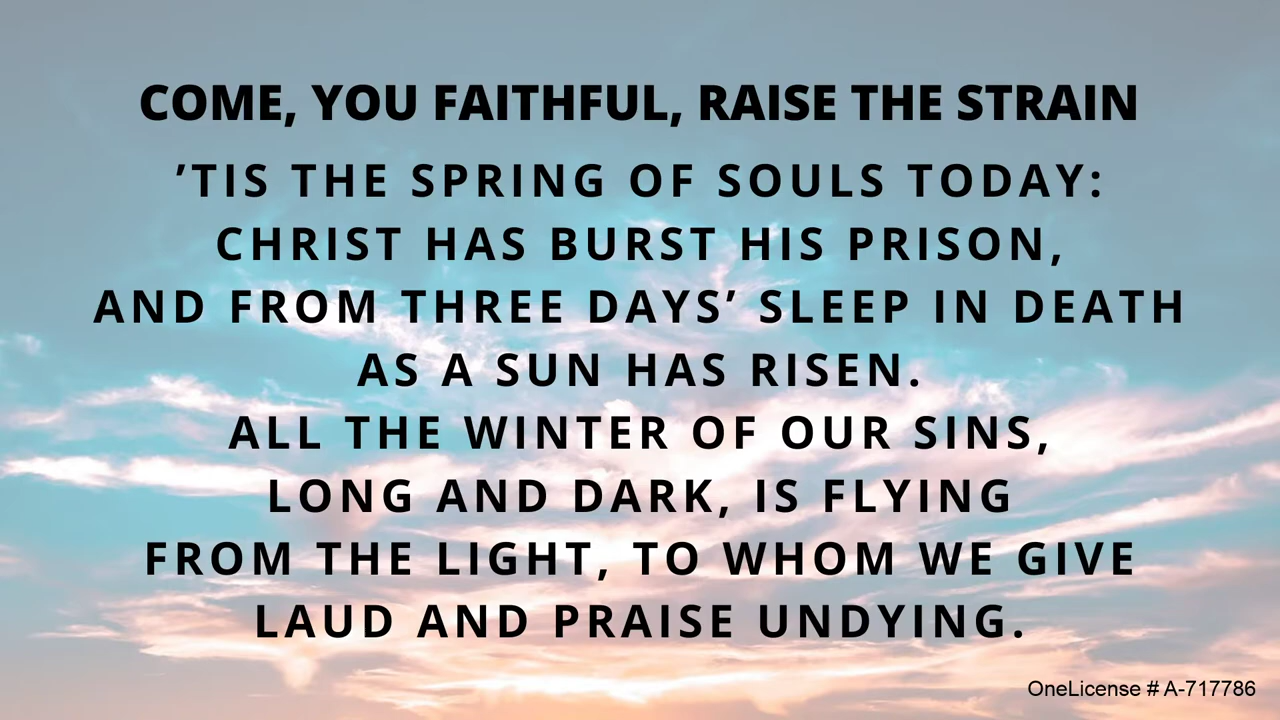 COME, YOU FAITHFUL, RAISE THE STRAIN
’TIS THE SPRING OF SOULS TODAY:
CHRIST HAS BURST HIS PRISON,
AND FROM THREE DAYS’ SLEEP IN DEATH
AS A SUN HAS RISEN.
ALL THE WINTER OF OUR SINS,
LONG AND DARK, IS FLYING
FROM THE LIGHT, TO WHOM WE GIVE
LAUD AND PRAISE UNDYING.
OneLicense # A-717786